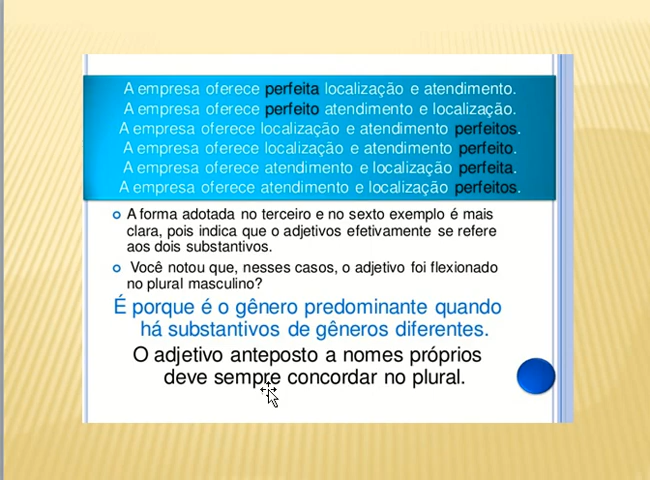 A empresa oferece perfeita localização e atendimento.
A empresa oferece perfeito atendimento e localização.
A empresa oferece localização e atendimento perfeitos.
A empresa oferece localização e atendimento perfeito.
A empresa oferece atendimento e localização perfeita.
A empresa oferece atendimento e localização perfeitos.
A forma adotada no terceiro e no sexto exemplo é mais
clara, pois indica que o adjetivos efetivamente se refere
aos dois substantivos.
Você notou que, nesses casos, o adjetivo foi flexionado
no plural masculino?
É porque é o gênero predominante quando
há substantivos de gêneros diferentes.
O adjetivo anteposto a nomes próprios
deve sempre concordar no plural.